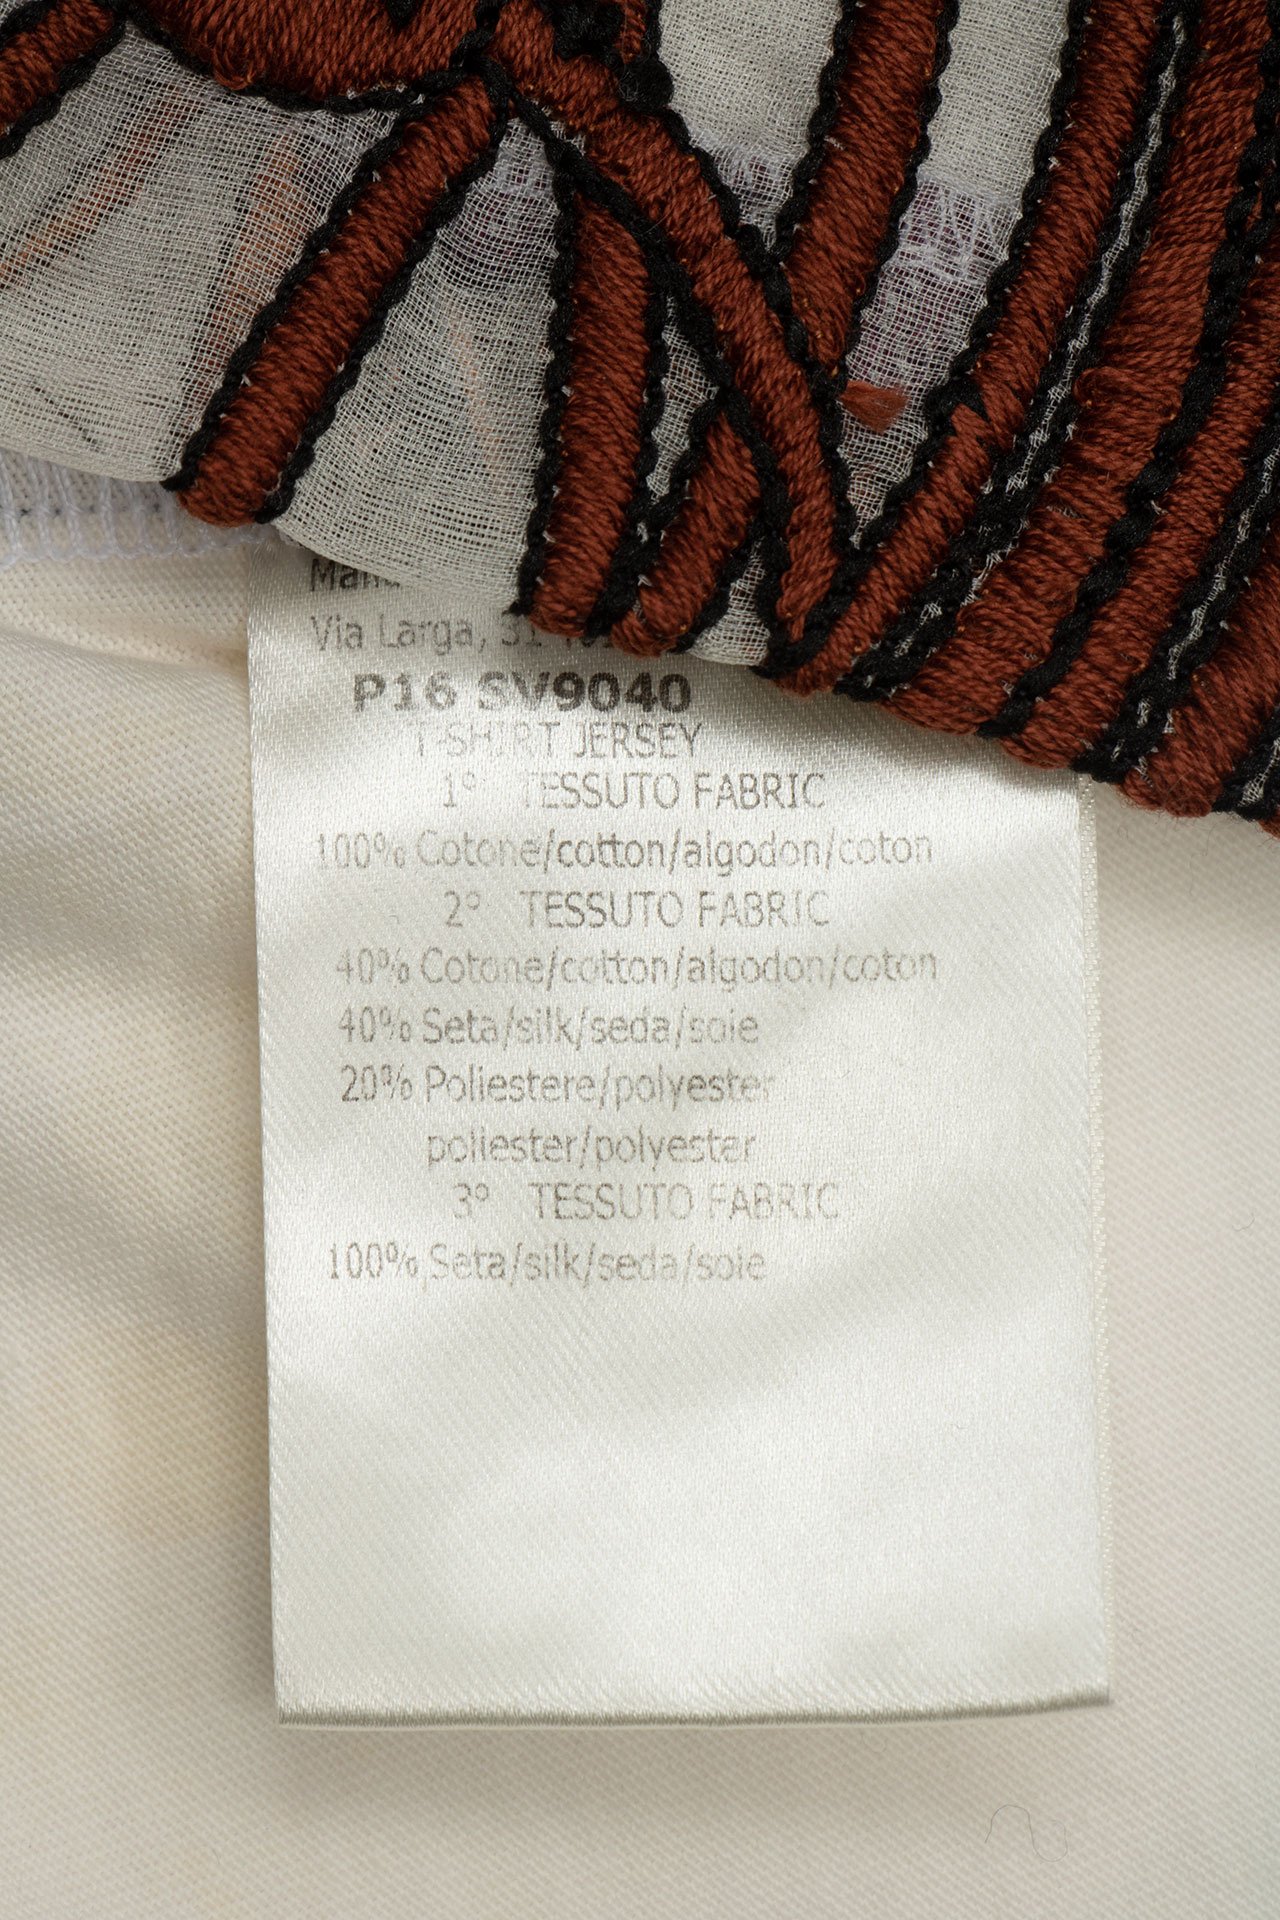 Via Larga, 31
P16 SV9040
T-SHIRT JERSEY
1° TESSUTO FABRIC
100% Cotone/cotton/algodon/coton
2° TESSUTO FABRIC
40% Cotone/cotton/algodon/coton
40% Seta/silk/seda/soie
20% Poliestere/polyester
poliester/polyester
3° TESSUTO FABRIC
100% Seta/silk/seda/soie